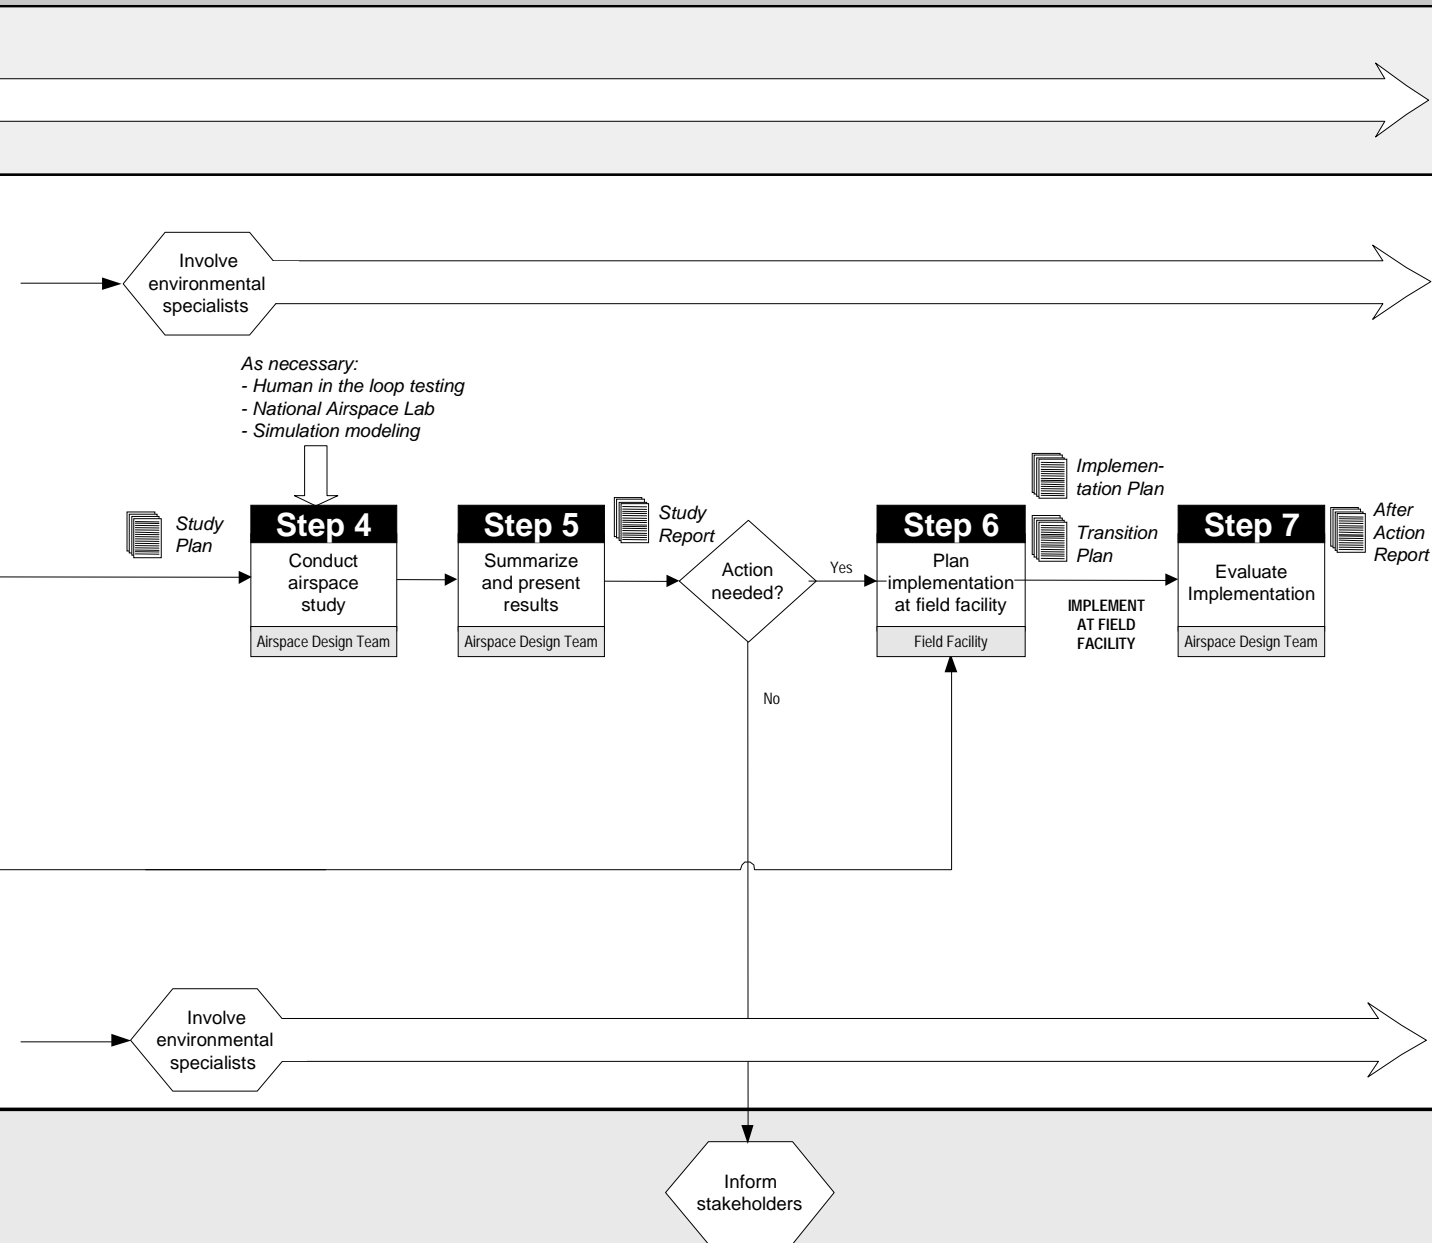 Involve
environmental
specialists
As necessary:
- Human in the loop testing
- National Airspace Lab
- Simulation modeling
Study
Plan
Step 4
Conduct
airspace
study
Airspace Design Team
Step 5
Summarize
and present
results
Airspace Design Team
Study
Report
Action
needed?
Yes
No
Step 6
Plan
implementation
at field facility
Field Facility
Implemen-
tation Plan
Transition
Plan
IMPLEMENT
AT FIELD
FACILITY
Step 7
Evaluate
Implementation
Airspace Design Team
After
Action
Report
Involve
environmental
specialists
Inform
stakeholders